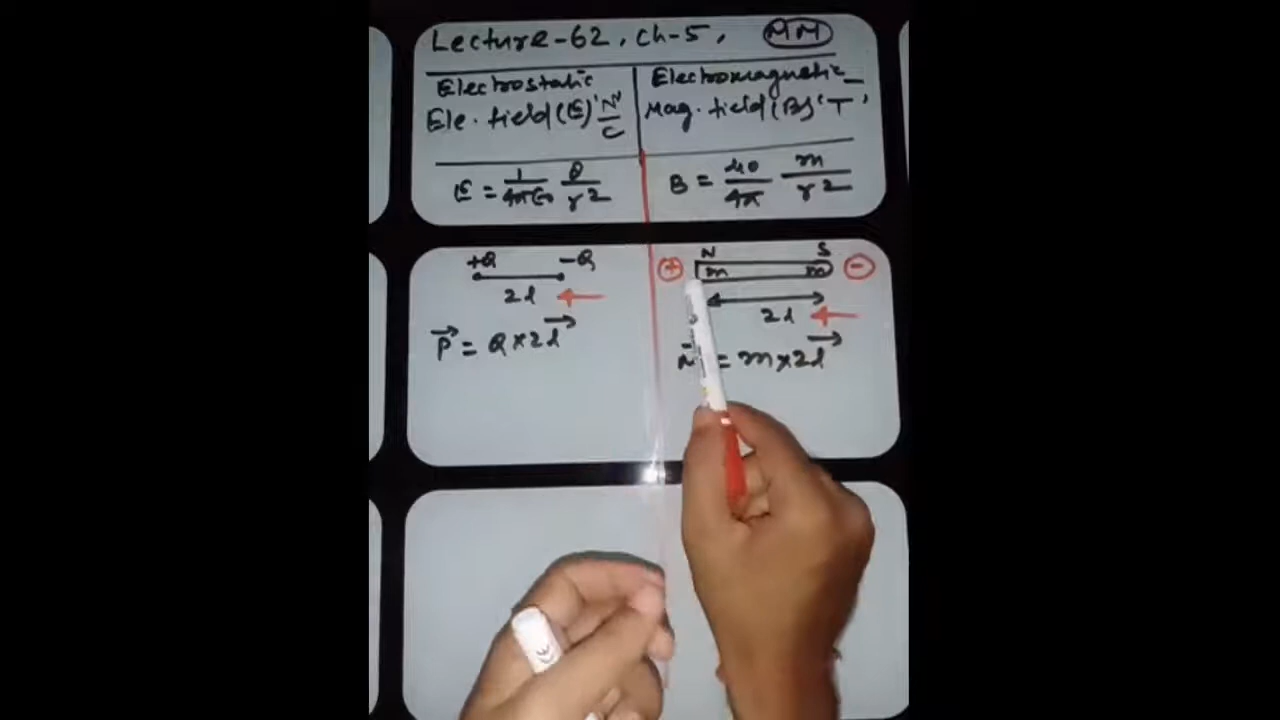 Lecture-62, Ch-5, MM
Electrostatic
Ele. field (E) 'N/C'
Electromagnetic
Mag. field (B) 'T'
E = 1/4πε0 Q/r2
B = μ0/4π m/r2
+Q -Q
2l
P = Q×2l
N S
+ m m -
2l
= m×2l